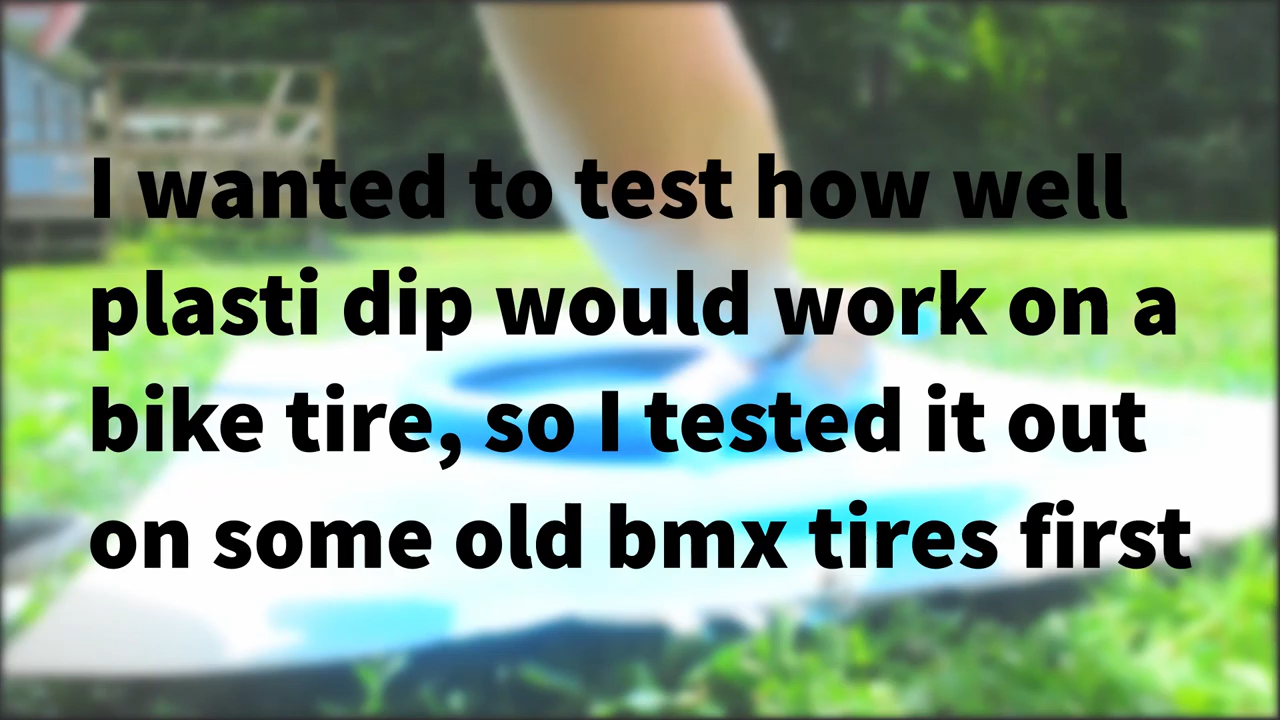 I wanted to test how well
plasti dip would work on a
bike tire, so I tested it out
on some old bmx tires first